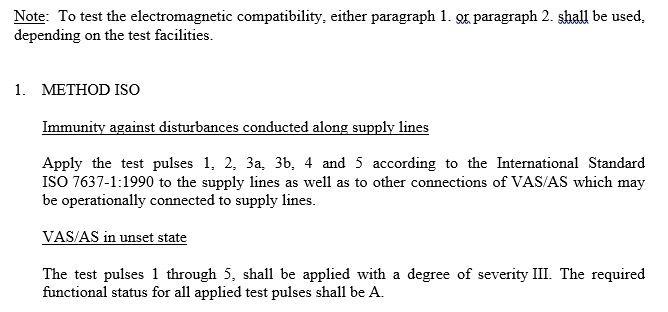 Note: To test the electromagnetic compatibility, either paragraph 1. or paragraph 2. shall be used,
depending on the test facilities.
1. METHOD ISO
Immunity against disturbances conducted along supply lines
Apply the test pulses 1, 2, 3a, 3b, 4 and 5 according to the International Standard
ISO 7637-1:1990 to the supply lines as well as to other connections of VAS/AS which may
be operationally connected to supply lines.
VAS/AS in unset state
The test pulses 1 through 5, shall be applied with a degree of severity III. The required
functional status for all applied test pulses shall be A.